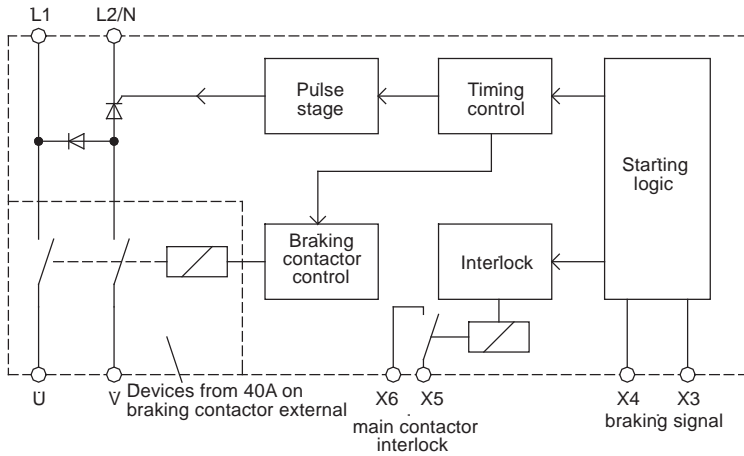 L1
L2/N
Pulse
stage
Timing
control
Starting
logic
Braking
contactor
control
Interlock
U
V
Devices from 40A on
braking contactor external
X6
X5
main contactor
interlock
X4
X3
braking signal